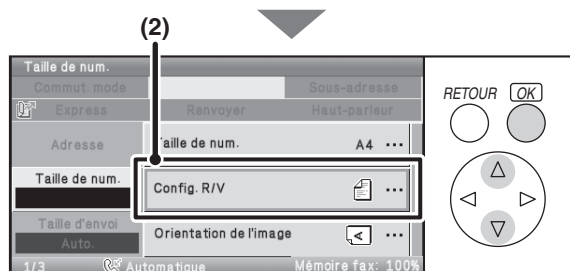 (2)
Taille de num.
Commut. mode Sous-adresse
Express Renvoyer Haut-parleur
Adresse Taille de num. A4 ...
Taille de num. Config. R/V ...
Taille d'envoi Orientation de l'image ...
Auto.
1/3 Automatique Mémoire fax: 100%
RETOUR OK